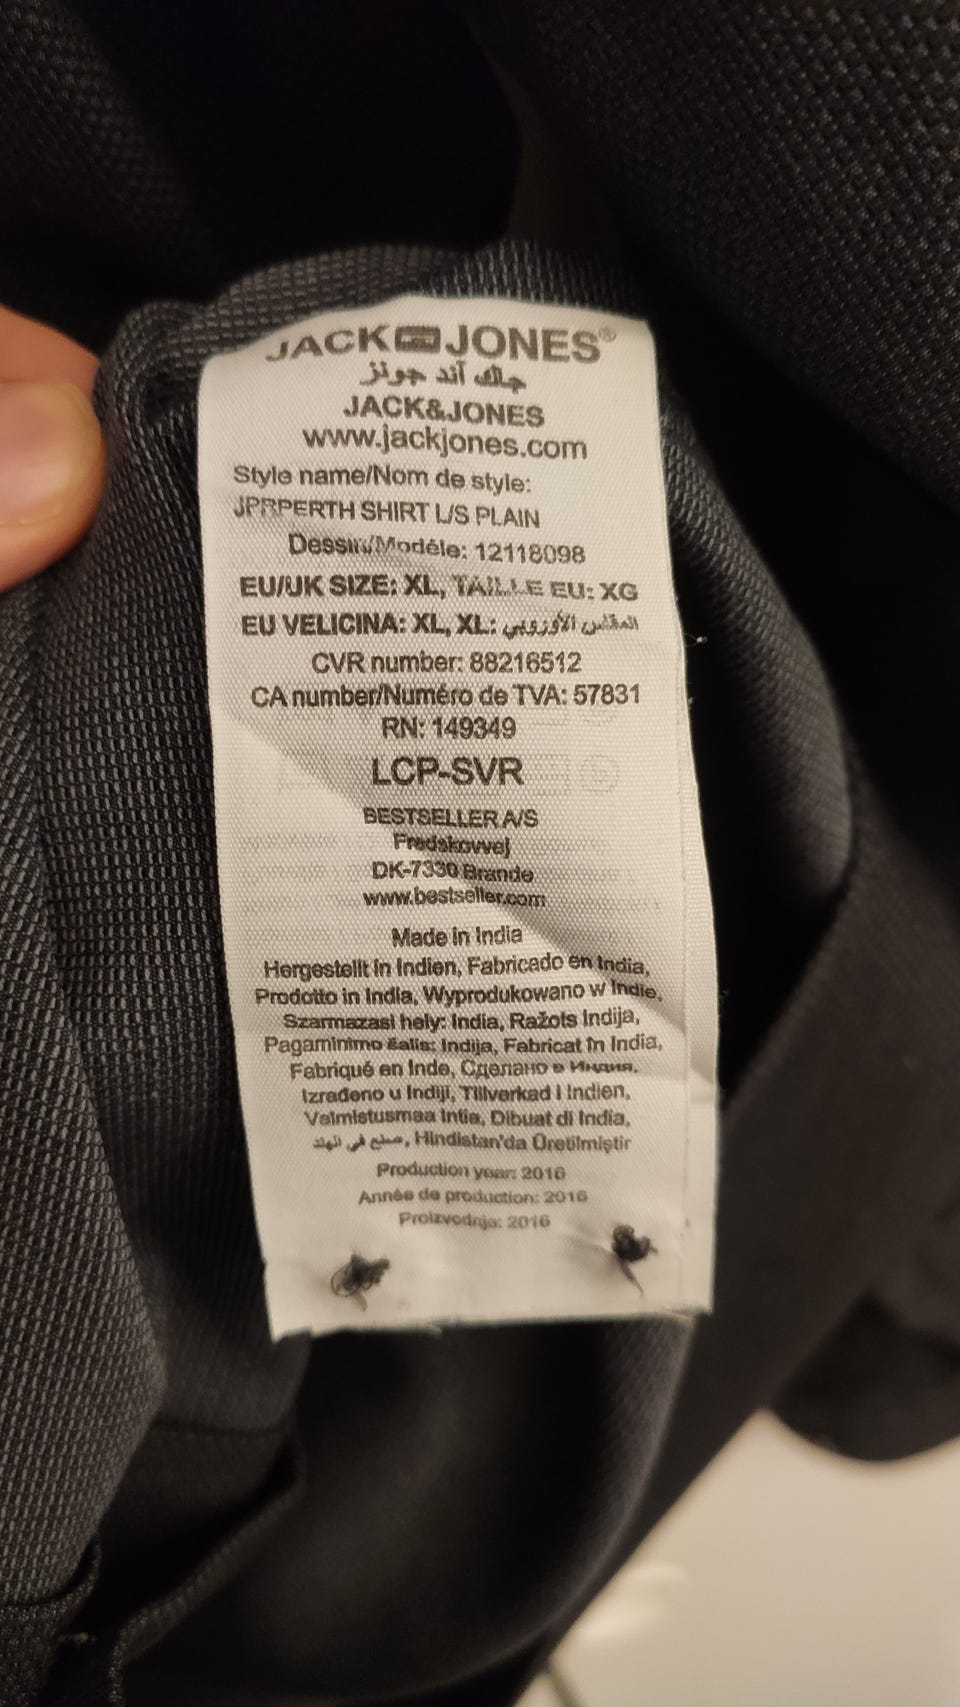 JACK & JONES®
جاك آند جونز
JACK&JONES
www.jackjones.com
Style name/Nom de style:
JPRPERTH SHIRT L/S PLAIN
Dessin/Modéle: 12118098
EU/UK SIZE: XL, TAILLE EU: XG
EU VELICINA: XL, XL: المقاس الأوروبي
CVR number: 88216512
CA number/Numéro de TVA: 57831
RN: 149349
LCP-SVR
BESTSELLER A/S
Fredskovvej
DK-7330 Brande
www.bestseller.com
Made in India
Hergestellt in Indien, Fabricado en India,
Prodotto in India, Wyprodukowano w Indie,
Szarmazasi hely: India, Ražots Indija,
Pagaminimo šalis: Indija, Fabricat în India,
Fabriqué en Inde, Сделано в Индия,
Izrađeno u Indiji, Tillverkad i Indien,
Valmistusmaa Intia, Dibuat di India,
صنع في الهند, Hindistan'da Üretilmiştir
Production year: 2016
Année de production: 2016
Proizvodnja: 2016